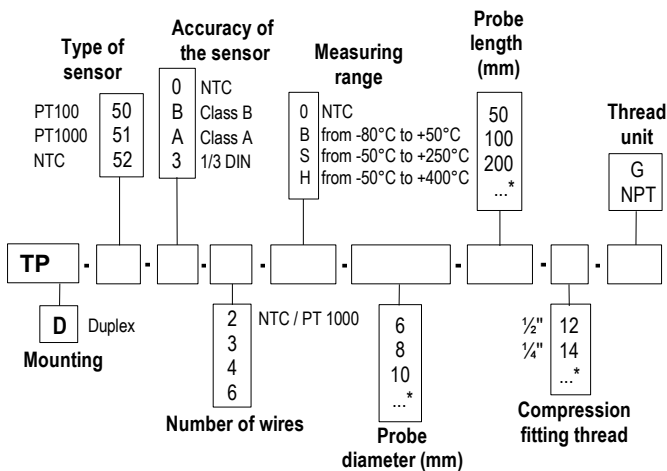 Type of
sensor
PT100 50
PT1000 51
NTC 52
Accuracy of
the sensor
0 NTC
B Class B
A Class A
3 1/3 DIN
Measuring
range
0 NTC
B from -80°C to +50°C
S from -50°C to +250°C
H from -50°C to +400°C
Probe
length
(mm)
50
100
200
...*
Thread
unit
G
NPT
TP - - - - - - - -
D Duplex
Mounting
2 NTC / PT 1000
3
4
6
Number of wires
6
8
10
...*
Probe
diameter (mm)
½" 12
¼" 14
...*
Compression
fitting thread